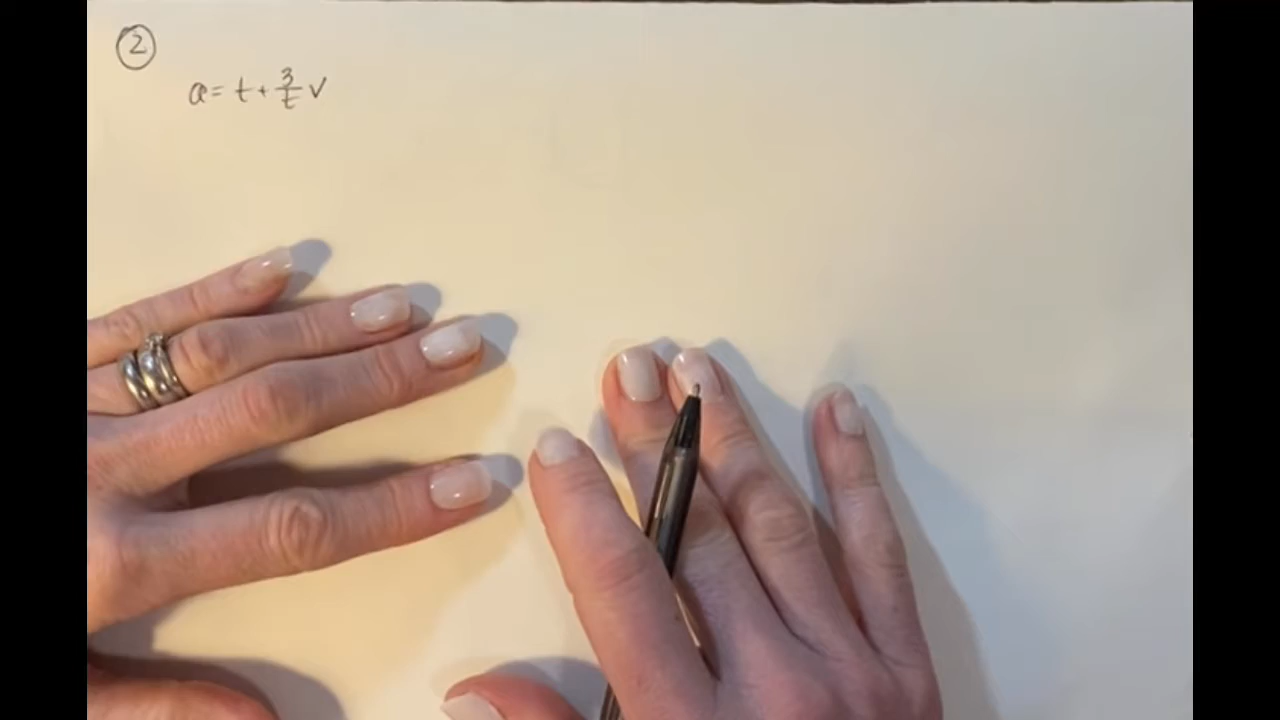 2
a = t + 3/t v